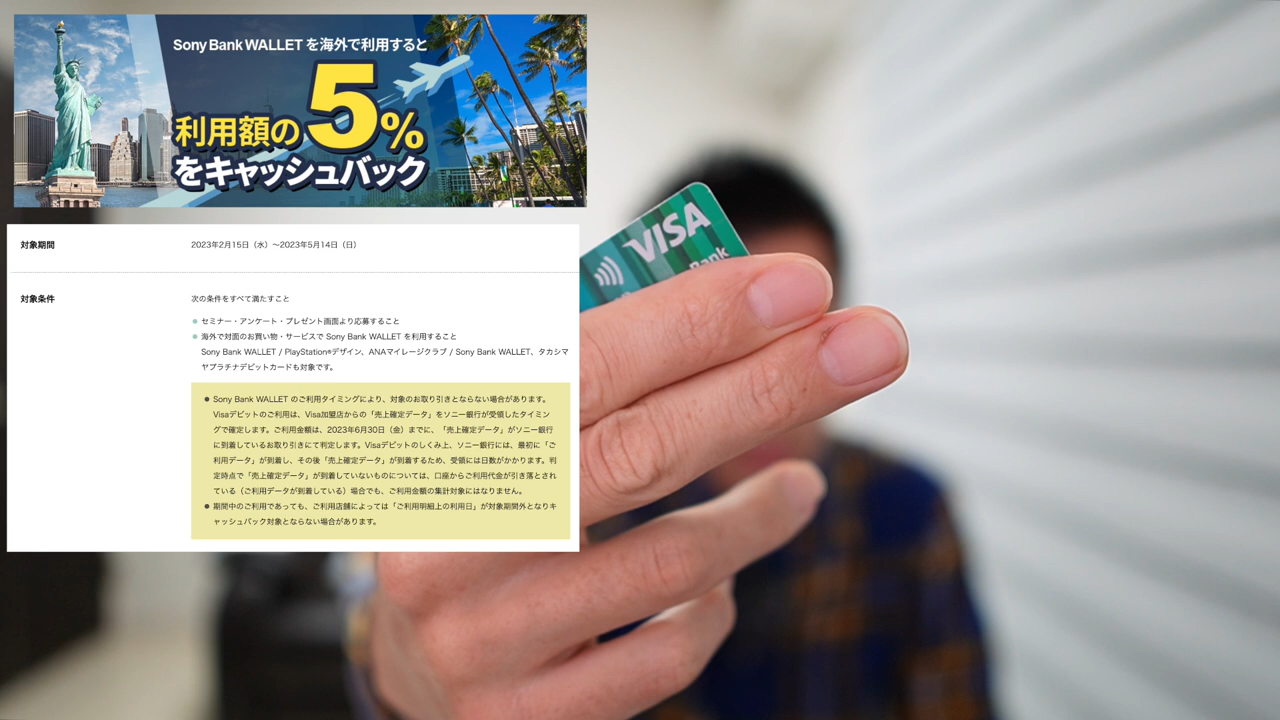 Sony Bank WALLET を海外で利用すると
利用額の5%
をキャッシュバック
対象期間
2023年2月15日（水）～2023年5月14日（日）
対象条件
次の条件をすべて満たすこと
セミナー・アンケート・プレゼント画面より応募すること
海外で対面のお買い物・サービスで Sony Bank WALLET を利用すること
Sony Bank WALLET / PlayStation®デザイン、ANAマイレージクラブ / Sony Bank WALLET、タカシマ
ヤプラチナデビットカードも対象です。
● Sony Bank WALLET のご利用タイミングにより、対象のお取り引きとならない場合があります。
Visaデビットのご利用は、Visa加盟店からの「売上確定データ」をソニー銀行が受領したタイミン
グで確定します。ご利用金額は、2023年6月30日（金）までに、「売上確定データ」がソニー銀行
に到着しているお取り引きにて判定します。Visaデビットのしくみ上、ソニー銀行には、最初に「ご
利用データ」が到着し、その後「売上確定データ」が到着するため、受領には日数がかかります。判
定時点で「売上確定データ」が到着していないものについては、口座からご利用代金が引き落とされ
ている（ご利用データが到着している）場合でも、ご利用金額の集計対象にはなりません。
● 期間中のご利用であっても、ご利用店舗によっては「ご利用明細上の利用日」が対象期間外となりキ
ャッシュバック対象とならない場合があります。
VISA
Bank